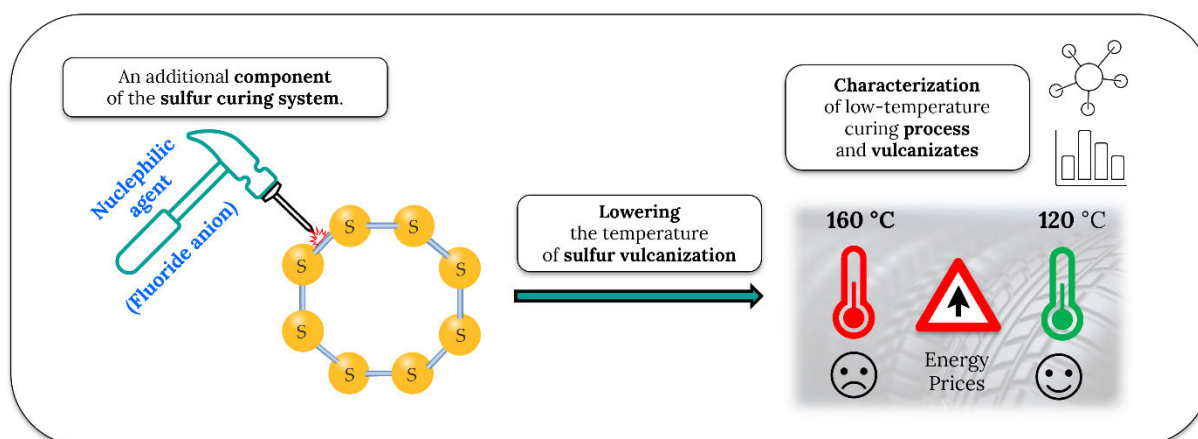 An additional component
of the sulfur curing system.
Nuclephilic
agent
(Fluoride anion)
S
S
S
S
S
S
S
S
Lowering
the temperature
of sulfur vulcanization
Characterization
of low-temperature
curing process
and vulcanizates
160 °C
120 °C
Energy
Prices